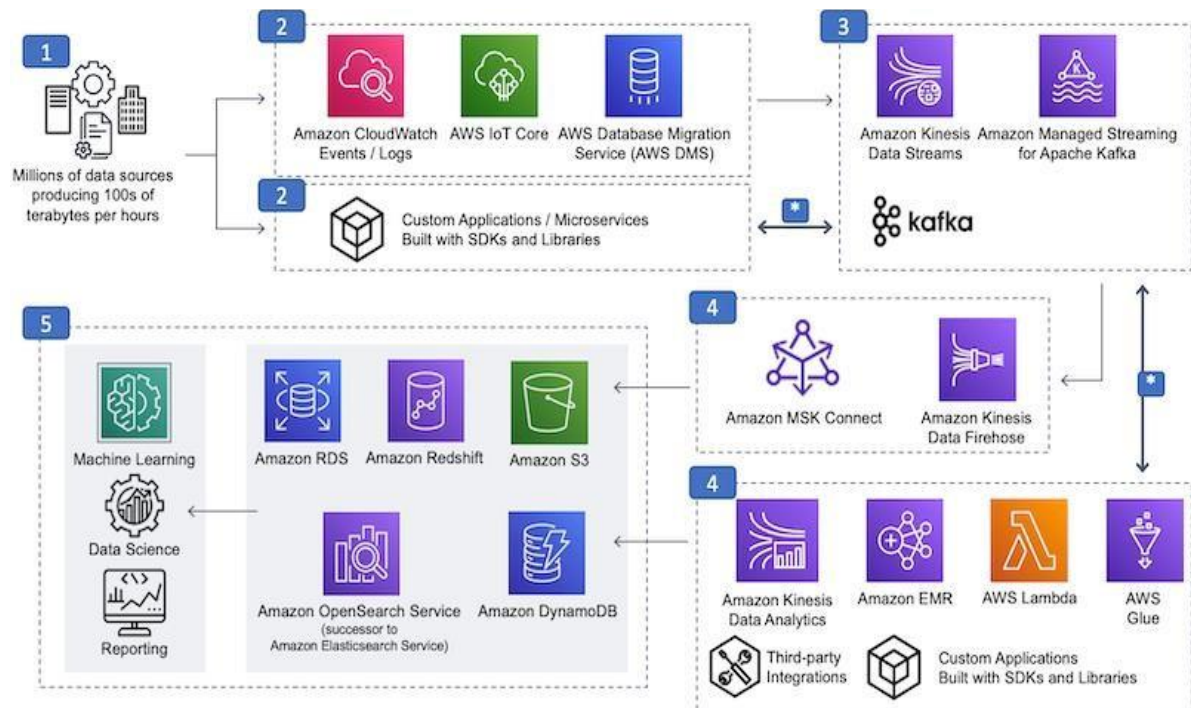 1
Millions of data sources
producing 100s of
terabytes per hours
2
Amazon CloudWatch
Events / Logs
AWS IoT Core
AWS Database Migration
Service (AWS DMS)
2
Custom Applications / Microservices
Built with SDKs and Libraries
*
3
Amazon Kinesis
Data Streams
Amazon Managed Streaming
for Apache Kafka
K
kafka
*
4
Amazon MSK Connect
Amazon Kinesis
Data Firehose
4
Amazon Kinesis
Data Analytics
Amazon EMR
AWS Lambda
AWS
Glue
Third-party
Integrations
Custom Applications
Built with SDKs and Libraries
5
Amazon RDS
Amazon Redshift
Amazon S3
Amazon OpenSearch Service
(successor to
Amazon Elasticsearch Service)
Amazon DynamoDB
Machine Learning
Data Science
Reporting